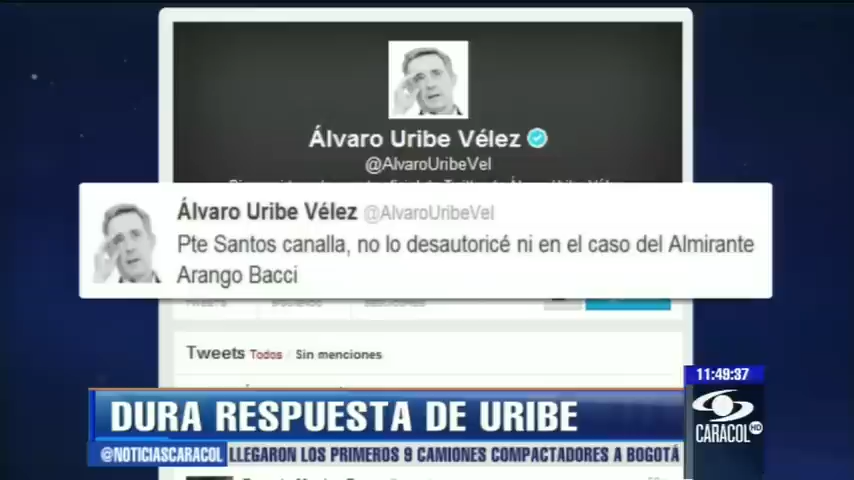 Álvaro Uribe Vélez
@AlvaroUribeVel
Álvaro Uribe Vélez @AlvaroUribeVel
Pte Santos canalla, no lo desautoricé ni en el caso del Almirante
Arango Bacci
Tweets Todos / Sin menciones
11:49:37
DURA RESPUESTA DE URIBE
CARACOL HD
@NOTICIASCARACOL LLEGARON LOS PRIMEROS 9 CAMIONES COMPACTADORES A BOGOTÁ